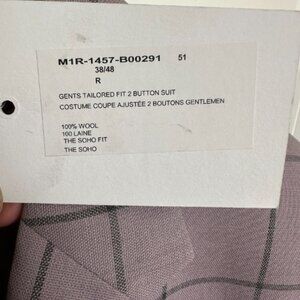 M1R-1457-B00291 51
38/48
R
GENTS TAILORED FIT 2 BUTTON SUIT
COSTUME COUPE AJUSTÉE 2 BOUTONS GENTLEMEN
100% WOOL
100 LAINE
THE SOHO FIT
THE SOHO